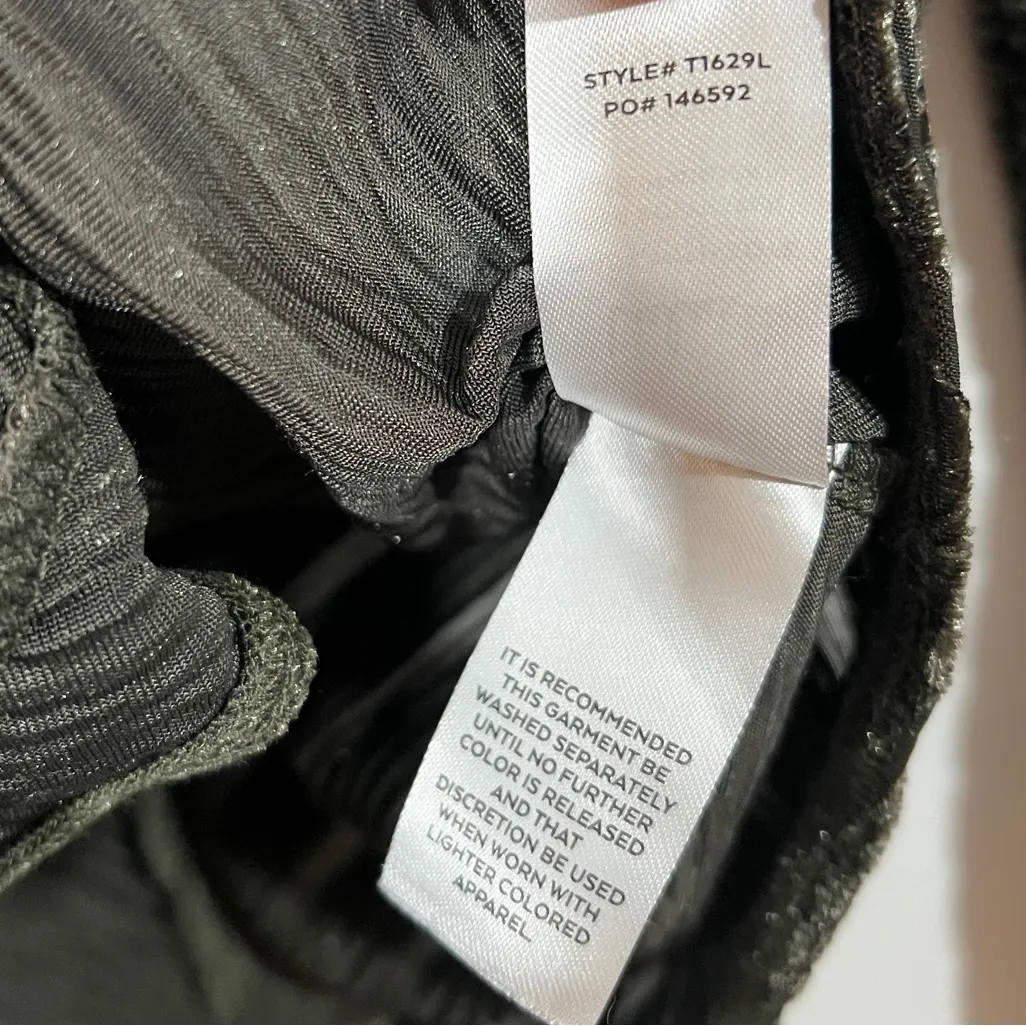 STYLE# T1629L
PO# 146592
IT IS RECOMMENDED
THIS GARMENT BE
WASHED SEPARATELY
UNTIL NO FURTHER
COLOR IS RELEASED
AND THAT
DISCRETION BE USED
WHEN WORN WITH
LIGHTER COLORED
APPAREL.